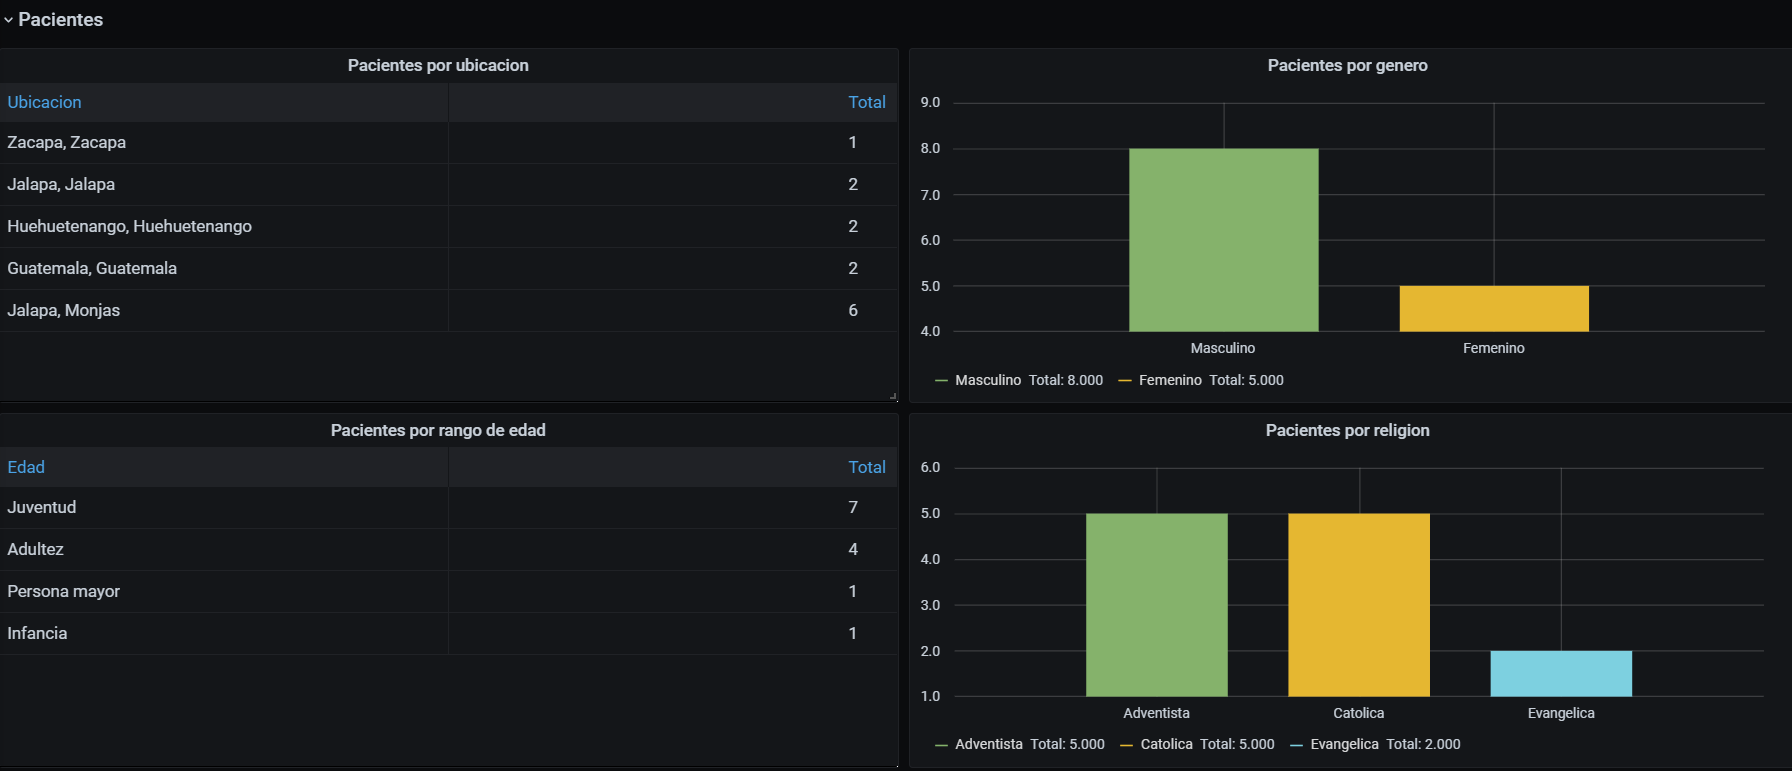 Pacientes
Pacientes por ubicacion
Ubicacion Total
Zacapa, Zacapa 1
Jalapa, Jalapa 2
Huehuetenango, Huehuetenango 2
Guatemala, Guatemala 2
Jalapa, Monjas 6
Pacientes por genero
9.0
8.0
7.0
6.0
5.0
4.0
Masculino Femenino
Masculino Total: 8.000 Femenino Total: 5.000
Pacientes por rango de edad
Edad Total
Juventud 7
Adultez 4
Persona mayor 1
Infancia 1
Pacientes por religion
6.0
5.0
4.0
3.0
2.0
1.0
Adventista Catolica Evangelica
Adventista Total: 5.000 Catolica Total: 5.000 Evangelica Total: 2.000